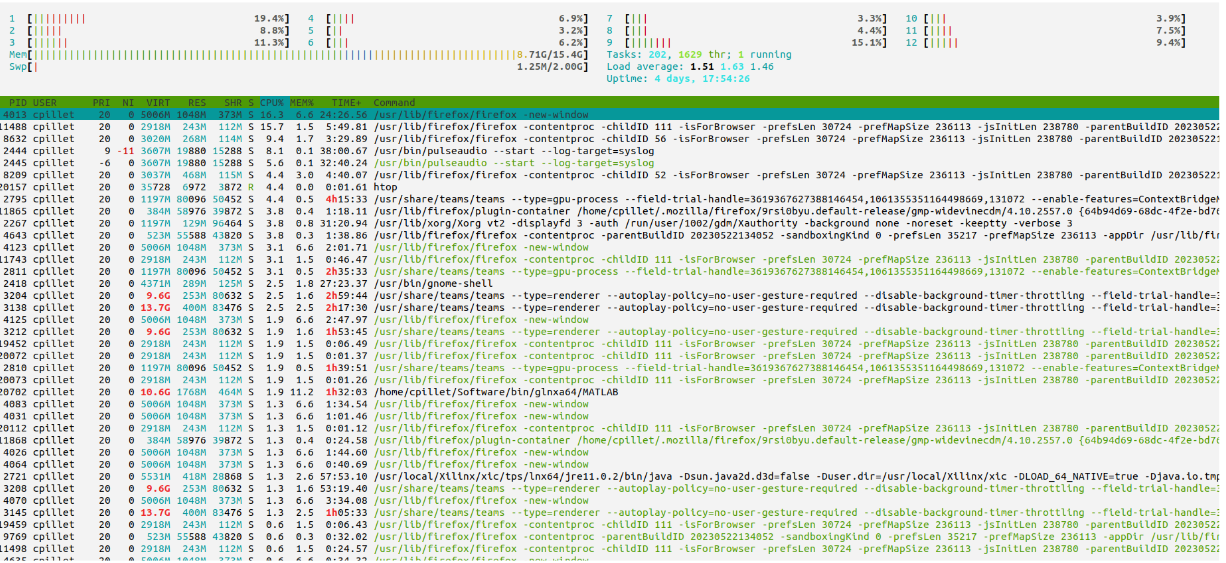 1 [||||||||| 19.4%] 4 [|||| 6.9%] 7 [||| 3.3%] 10 [||| 3.9%]
2 [||||| 8.8%] 5 [|| 3.2%] 8 [||| 4.4%] 11 [|||| 7.5%]
3 [|||||| 11.3%] 6 [||| 6.2%] 9 [||||||| 15.1%] 12 [||||| 9.4%]
Mem[ 8.71G/15.4G] Tasks: 202, 1629 thr; 1 running
Swp[| 1.25M/2.00G] Load average: 1.51 1.63 1.46
Uptime: 4 days, 17:54:26
PID USER PRI NI VIRT RES SHR S CPU% MEM% TIME+ Command
4013 cpillet 20 0 5006M 1048M 373M S 16.3 6.6 24:26.56 /usr/lib/firefox/firefox -new-window
11488 cpillet 20 0 2918M 243M 112M S 15.7 1.5 5:49.81 /usr/lib/firefox/firefox -contentproc -childID 111 -isForBrowser -prefsLen 30724 -prefMapSize 236113 -jsInitLen 238780 -parentBuildID 2023052
8632 cpillet 20 0 3020M 268M 114M S 9.4 1.7 3:29.89 /usr/lib/firefox/firefox -contentproc -childID 56 -isForBrowser -prefsLen 30724 -prefMapSize 236113 -jsInitLen 238780 -parentBuildID 20230522
2444 cpillet 9 -11 3607M 19880 15288 S 8.1 0.1 38:00.67 /usr/bin/pulseaudio --start --log-target=syslog
2445 cpillet -6 0 3607M 19880 15288 S 5.6 0.1 32:40.24 /usr/bin/pulseaudio --start --log-target=syslog
8209 cpillet 20 0 3037M 468M 115M S 4.4 3.0 4:40.07 /usr/lib/firefox/firefox -contentproc -childID 52 -isForBrowser -prefsLen 30724 -prefMapSize 236113 -jsInitLen 238780 -parentBuildID 20230522
20157 cpillet 20 0 35728 6972 3872 R 4.4 0.0 0:01.61 htop
2795 cpillet 20 0 1197M 80096 50452 S 4.4 0.5 4h15:33 /usr/share/teams/teams --type=gpu-process --field-trial-handle=3619367627388146454,1061355351164498669,131072 --enable-features=ContextBridge
11865 cpillet 20 0 384M 58976 39872 S 3.8 0.4 1:18.11 /usr/lib/firefox/plugin-container /home/cpillet/.mozilla/firefox/9rsi0byu.default-release/gmp-widevinecdm/4.10.2557.0 {64b94d69-68dc-4f2e-bd70
2267 cpillet 20 0 1197M 129M 96464 S 3.8 0.8 31:20.94 /usr/lib/xorg/Xorg vt2 -displayfd 3 -auth /run/user/1002/gdm/Xauthority -background none -noreset -keeptty -verbose 3
4643 cpillet 20 0 523M 55588 43820 S 3.8 0.3 1:38.86 /usr/lib/firefox/firefox -contentproc -parentBuildID 20230522134052 -sandboxingKind 0 -prefsLen 35217 -prefMapSize 236113 -appDir /usr/lib/fir
4123 cpillet 20 0 5006M 1048M 373M S 3.1 6.6 2:01.71 /usr/lib/firefox/firefox -new-window
11743 cpillet 20 0 2918M 243M 112M S 3.1 1.5 0:46.47 /usr/lib/firefox/firefox -contentproc -childID 111 -isForBrowser -prefsLen 30724 -prefMapSize 236113 -jsInitLen 238780 -parentBuildID 2023052
2811 cpillet 20 0 1197M 80096 50452 S 3.1 0.5 2h35:33 /usr/share/teams/teams --type=gpu-process --field-trial-handle=3619367627388146454,1061355351164498669,131072 --enable-features=ContextBridge
2418 cpillet 20 0 4371M 289M 125M S 2.5 1.8 27:23.37 /usr/bin/gnome-shell
3204 cpillet 20 0 9.6G 253M 80632 S 2.5 1.6 2h59:44 /usr/share/teams/teams --type=renderer --autoplay-policy=no-user-gesture-required --disable-background-timer-throttling --field-trial-handle=3
3138 cpillet 20 0 13.7G 400M 83476 S 2.5 2.5 2h17:30 /usr/share/teams/teams --type=renderer --autoplay-policy=no-user-gesture-required --disable-background-timer-throttling --field-trial-handle=3
4125 cpillet 20 0 5006M 1048M 373M S 1.9 6.6 2:47.97 /usr/lib/firefox/firefox -new-window
3212 cpillet 20 0 9.6G 253M 80632 S 1.9 1.6 1h53:45 /usr/share/teams/teams --type=renderer --autoplay-policy=no-user-gesture-required --disable-background-timer-throttling --field-trial-handle=3
19452 cpillet 20 0 2918M 243M 112M S 1.9 1.5 0:06.49 /usr/lib/firefox/firefox -contentproc -childID 111 -isForBrowser -prefsLen 30724 -prefMapSize 236113 -jsInitLen 238780 -parentBuildID 2023052
20072 cpillet 20 0 2918M 243M 112M S 1.9 1.5 0:01.37 /usr/lib/firefox/firefox -contentproc -childID 111 -isForBrowser -prefsLen 30724 -prefMapSize 236113 -jsInitLen 238780 -parentBuildID 2023052
2810 cpillet 20 0 1197M 80096 50452 S 1.9 0.5 1h39:51 /usr/share/teams/teams --type=gpu-process --field-trial-handle=3619367627388146454,1061355351164498669,131072 --enable-features=ContextBridge
20073 cpillet 20 0 2918M 243M 112M S 1.9 1.5 0:01.26 /usr/lib/firefox/firefox -contentproc -childID 111 -isForBrowser -prefsLen 30724 -prefMapSize 236113 -jsInitLen 238780 -parentBuildID 2023052
20702 cpillet 20 0 10.6G 1768M 464M S 1.9 11.2 1h32:03 /home/cpillet/Software/bin/glnxa64/MATLAB
4083 cpillet 20 0 5006M 1048M 373M S 1.3 6.6 1:34.54 /usr/lib/firefox/firefox -new-window
4031 cpillet 20 0 5006M 1048M 373M S 1.3 6.6 1:01.46 /usr/lib/firefox/firefox -new-window
20112 cpillet 20 0 2918M 243M 112M S 1.3 1.5 0:01.12 /usr/lib/firefox/firefox -contentproc -childID 111 -isForBrowser -prefsLen 30724 -prefMapSize 236113 -jsInitLen 238780 -parentBuildID 2023052
11868 cpillet 20 0 384M 58976 39872 S 1.3 0.4 0:24.58 /usr/lib/firefox/plugin-container /home/cpillet/.mozilla/firefox/9rsi0byu.default-release/gmp-widevinecdm/4.10.2557.0 {64b94d69-68dc-4f2e-bd70
4026 cpillet 20 0 5006M 1048M 373M S 1.3 6.6 1:44.60 /usr/lib/firefox/firefox -new-window
4064 cpillet 20 0 5006M 1048M 373M S 1.3 6.6 0:40.69 /usr/lib/firefox/firefox -new-window
2721 cpillet 20 0 5531M 418M 28868 S 1.3 2.6 57:53.10 /usr/local/Xilinx/xic/tps/lnx64/jre11.0.2/bin/java -Dsun.java2d.d3d=false -Duser.dir=/usr/local/Xilinx/xic -DLOAD_64_NATIVE=true -Djava.io.tmp
3208 cpillet 20 0 9.6G 253M 80632 S 1.3 1.6 53:19.40 /usr/share/teams/teams --type=renderer --autoplay-policy=no-user-gesture-required --disable-background-timer-throttling --field-trial-handle=3
4070 cpillet 20 0 5006M 1048M 373M S 1.3 6.6 3:34.08 /usr/lib/firefox/firefox -new-window
3145 cpillet 20 0 13.7G 400M 83476 S 1.3 2.5 1h05:33 /usr/share/teams/teams --type=renderer --autoplay-policy=no-user-gesture-required --disable-background-timer-throttling --field-trial-handle=3
19459 cpillet 20 0 2918M 243M 112M S 0.6 1.5 0:06.43 /usr/lib/firefox/firefox -contentproc -childID 111 -isForBrowser -prefsLen 30724 -prefMapSize 236113 -jsInitLen 238780 -parentBuildID 2023052
9769 cpillet 20 0 523M 55588 43820 S 0.6 0.3 0:32.02 /usr/lib/firefox/firefox -contentproc -parentBuildID 20230522134052 -sandboxingKind 0 -prefsLen 35217 -prefMapSize 236113 -appDir /usr/lib/fir
11498 cpillet 20 0 2918M 243M 112M S 0.6 1.5 0:24.57 /usr/lib/firefox/firefox -contentproc -childID 111 -isForBrowser -prefsLen 30724 -prefMapSize 236113 -jsInitLen 238780 -parentBuildID 2023052
4635 cpillet 20 0 5006M 1048M 373M S 0.6 6.6 /usr/lib/firefox/firefox -new-window